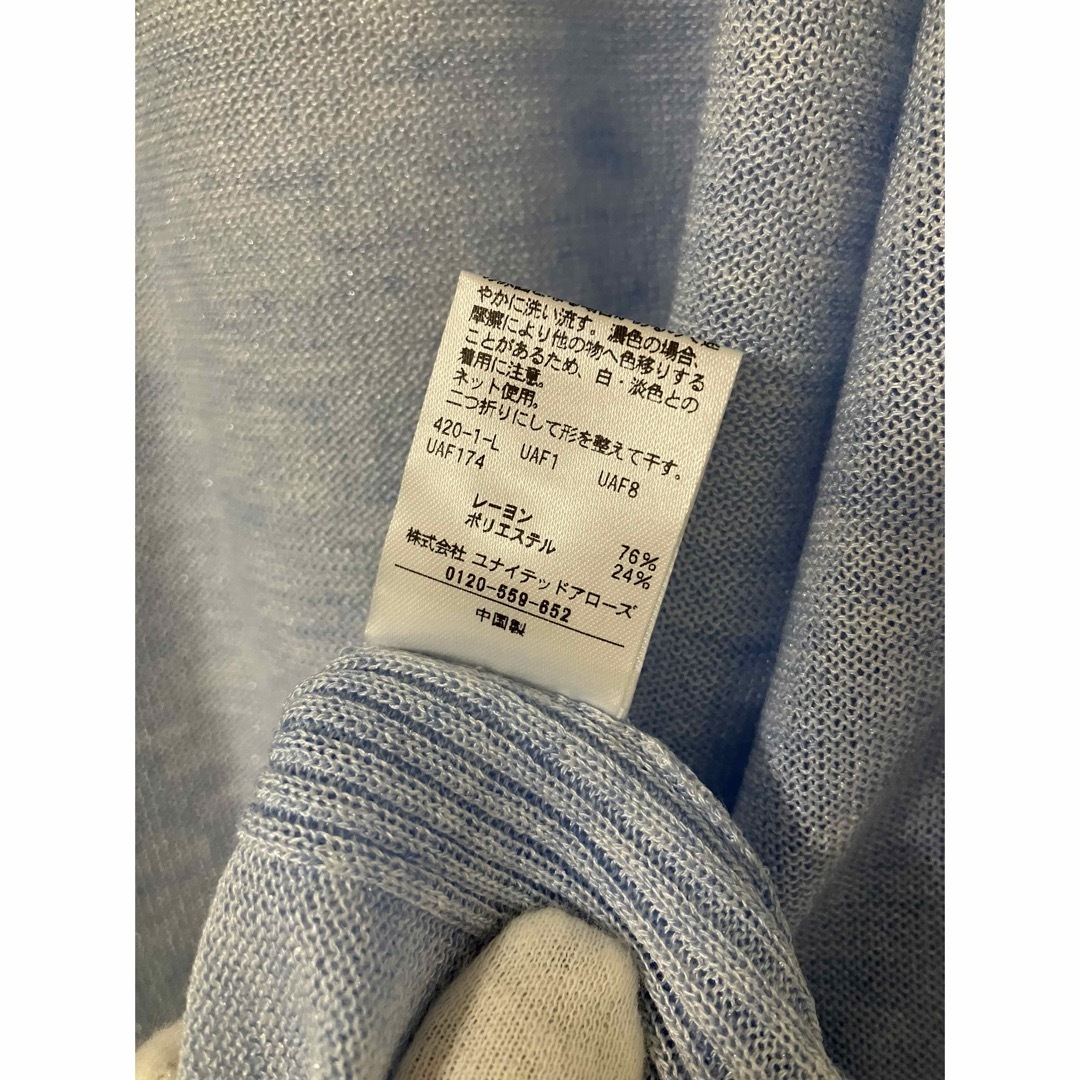 やかに洗い流す。濃色の場合、
摩擦により他の物へ色移りする
ことがあるため、白・淡色との
着用に注意。
ネット使用。
二つ折りにして形を整えて干す。
420-1-L UAF1 UAF8
UAF174
レーヨン 76%
ポリエステル 24%
株式会社 ユナイテッドアローズ
0120-559-652
中国製